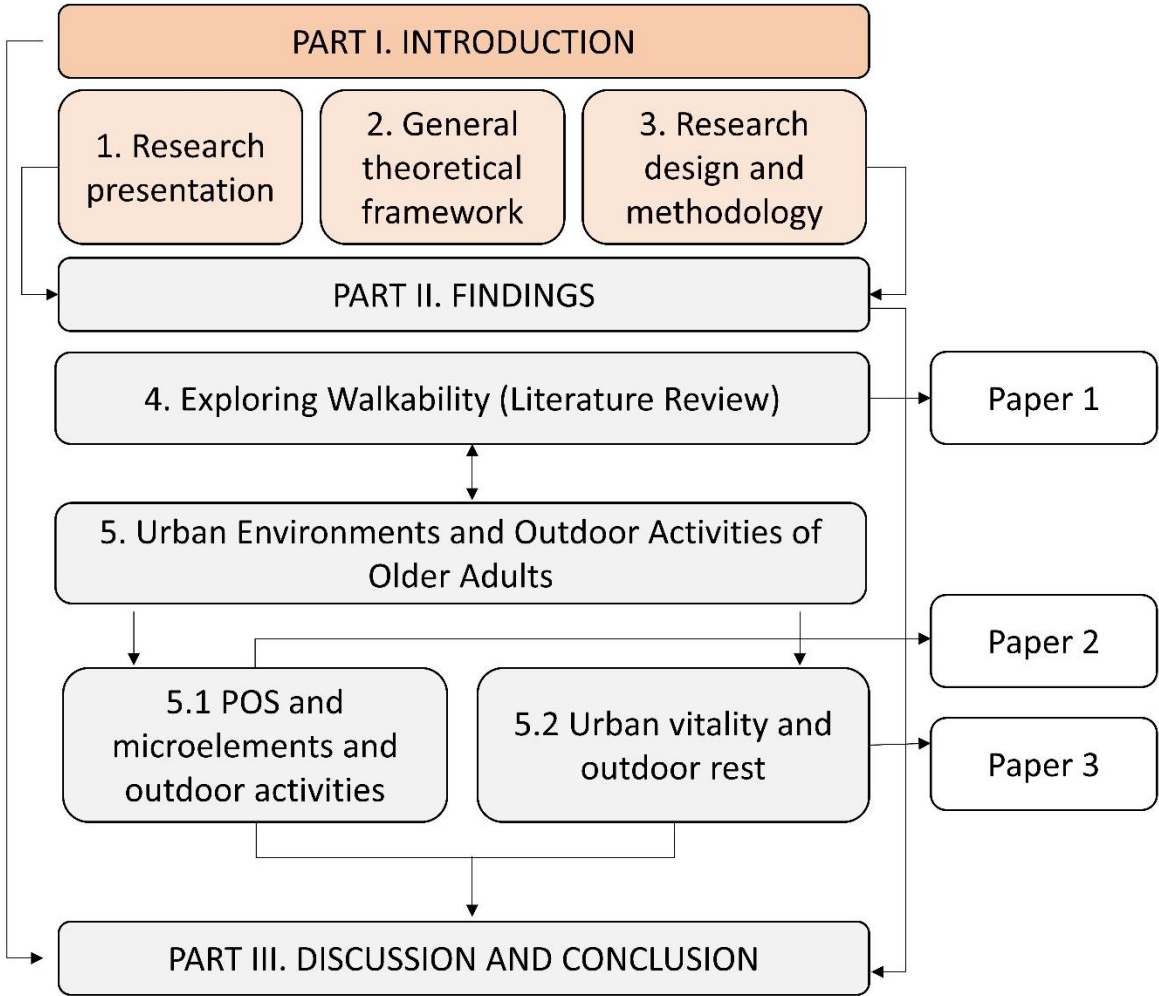 PART I. INTRODUCTION
1. Research
presentation
2. General
theoretical
framework
3. Research
design and
methodology
PART II. FINDINGS
4. Exploring Walkability (Literature Review)
Paper 1
5. Urban Environments and Outdoor Activities of
Older Adults
Paper 2
5.1 POS and
microelements and
outdoor activities
5.2 Urban vitality and
outdoor rest
Paper 3
PART III. DISCUSSION AND CONCLUSION